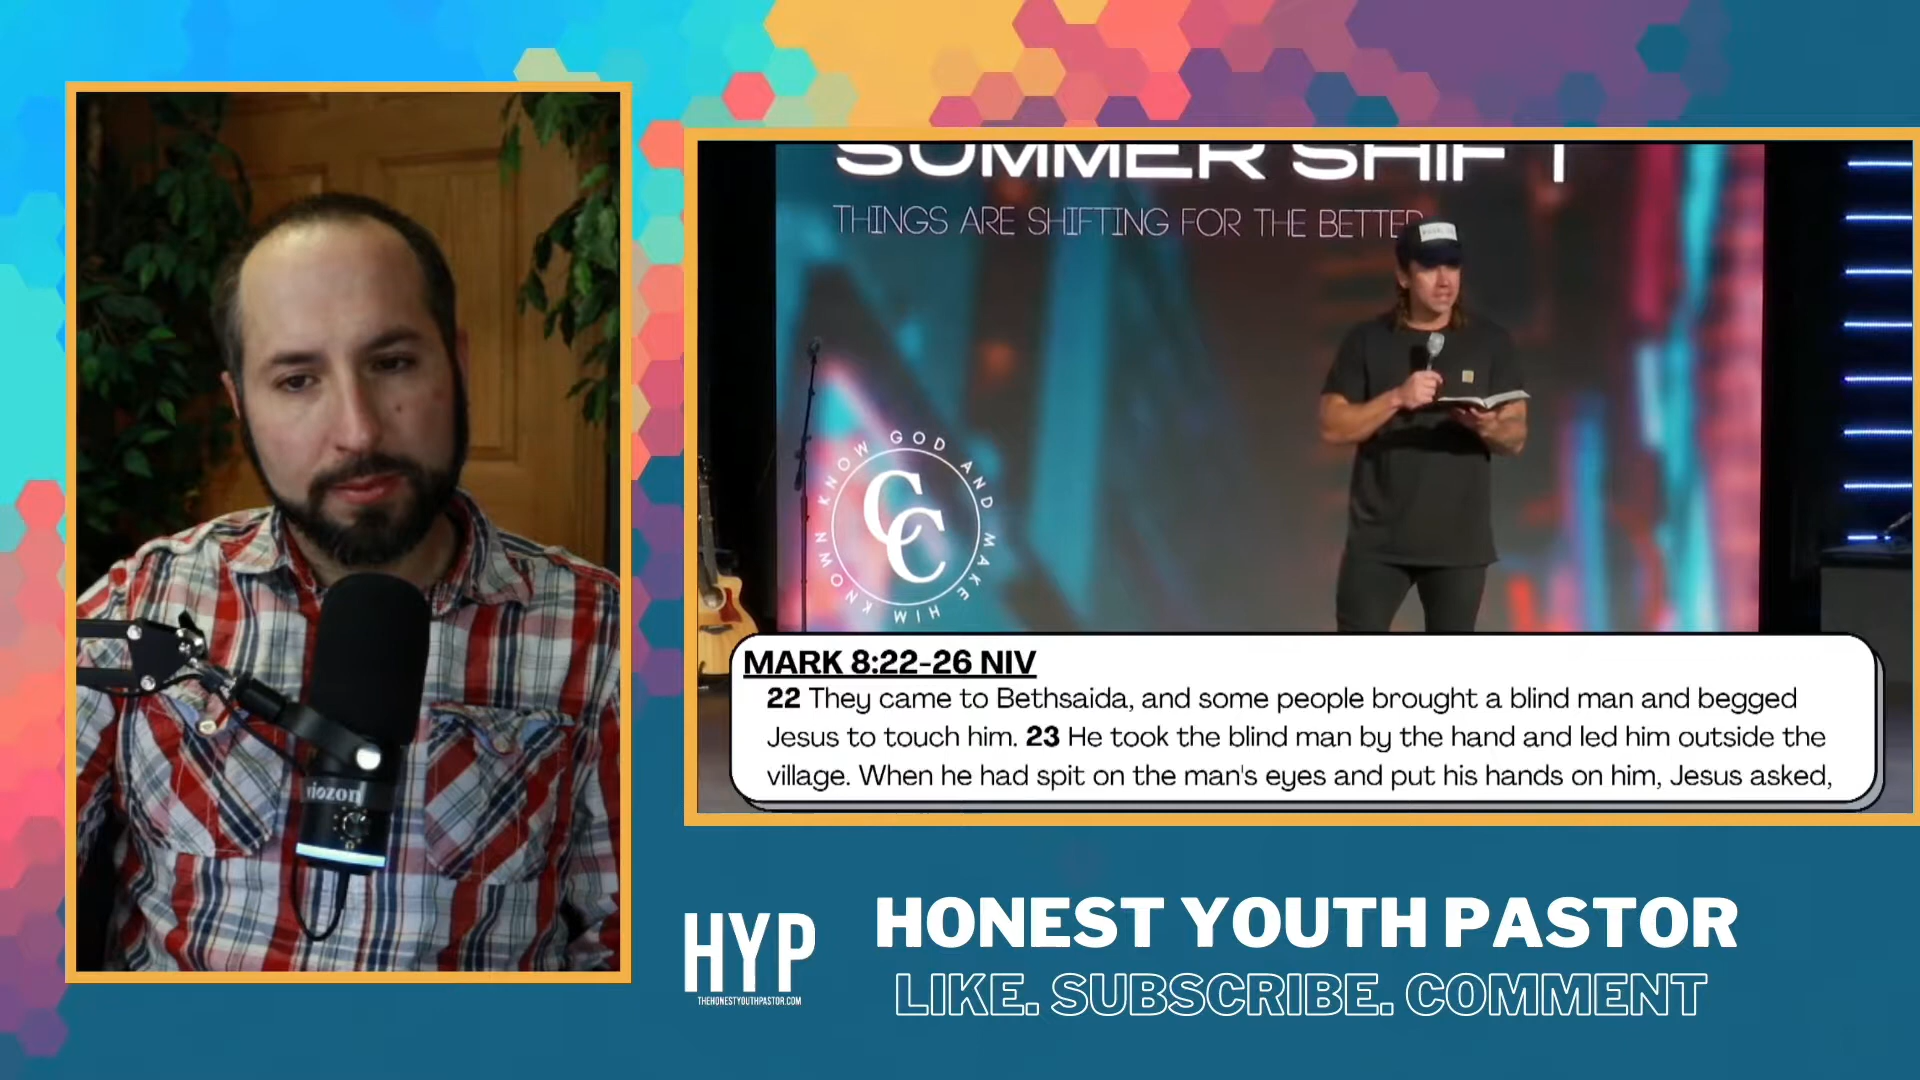 SUMMER SHIFT
THINGS ARE SHIFTING FOR THE BETTER
KNOW GOD AND MAKE HIM KNOWN
CC
MARK 8:22-26 NIV
22 They came to Bethsaida, and some people brought a blind man and begged
Jesus to touch him. 23 He took the blind man by the hand and led him outside the
village. When he had spit on the man's eyes and put his hands on him, Jesus asked,
viozon
HYP
THEHONESTYOUTHPASTOR.COM
HONEST YOUTH PASTOR
LIKE. SUBSCRIBE. COMMENT